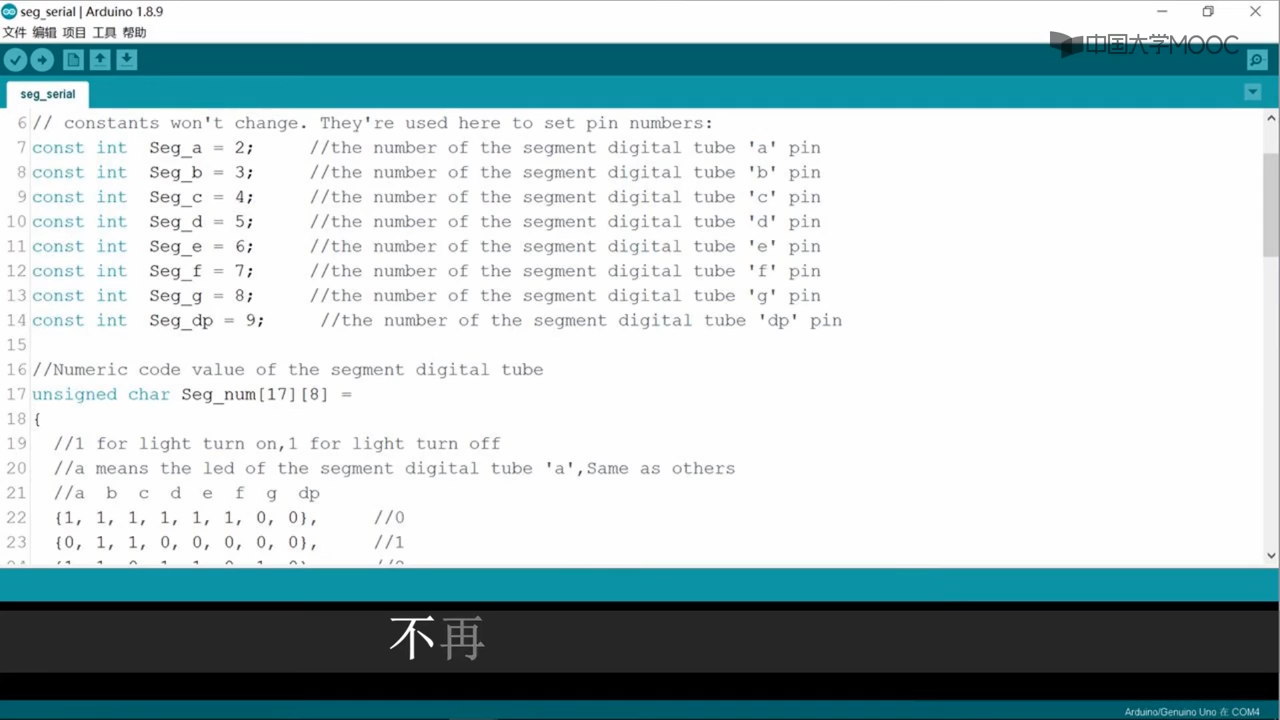 seg_serial | Arduino 1.8.9
文件 编辑 项目 工具 帮助
中国大学MOOC
seg_serial
6 // constants won't change. They're used here to set pin numbers:
7 const int  Seg_a = 2;     //the number of the segment digital tube 'a' pin
8 const int  Seg_b = 3;     //the number of the segment digital tube 'b' pin
9 const int  Seg_c = 4;     //the number of the segment digital tube 'c' pin
10 const int  Seg_d = 5;     //the number of the segment digital tube 'd' pin
11 const int  Seg_e = 6;     //the number of the segment digital tube 'e' pin
12 const int  Seg_f = 7;     //the number of the segment digital tube 'f' pin
13 const int  Seg_g = 8;     //the number of the segment digital tube 'g' pin
14 const int  Seg_dp = 9;     //the number of the segment digital tube 'dp' pin
15
16 //Numeric code value of the segment digital tube
17 unsigned char Seg_num[17][8] =
18 {
19   //1 for light turn on,1 for light turn off
20   //a means the led of the segment digital tube 'a',Same as others
21   //a  b  c  d  e  f  g  dp
22   {1, 1, 1, 1, 1, 1, 0, 0},     //0
23   {0, 1, 1, 0, 0, 0, 0, 0},     //1
不再
Arduino/Genuino Uno 在 COM4